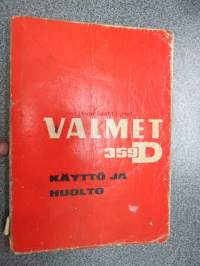 VALMET
359D
KÄYTTÖ JA
HUOLTO